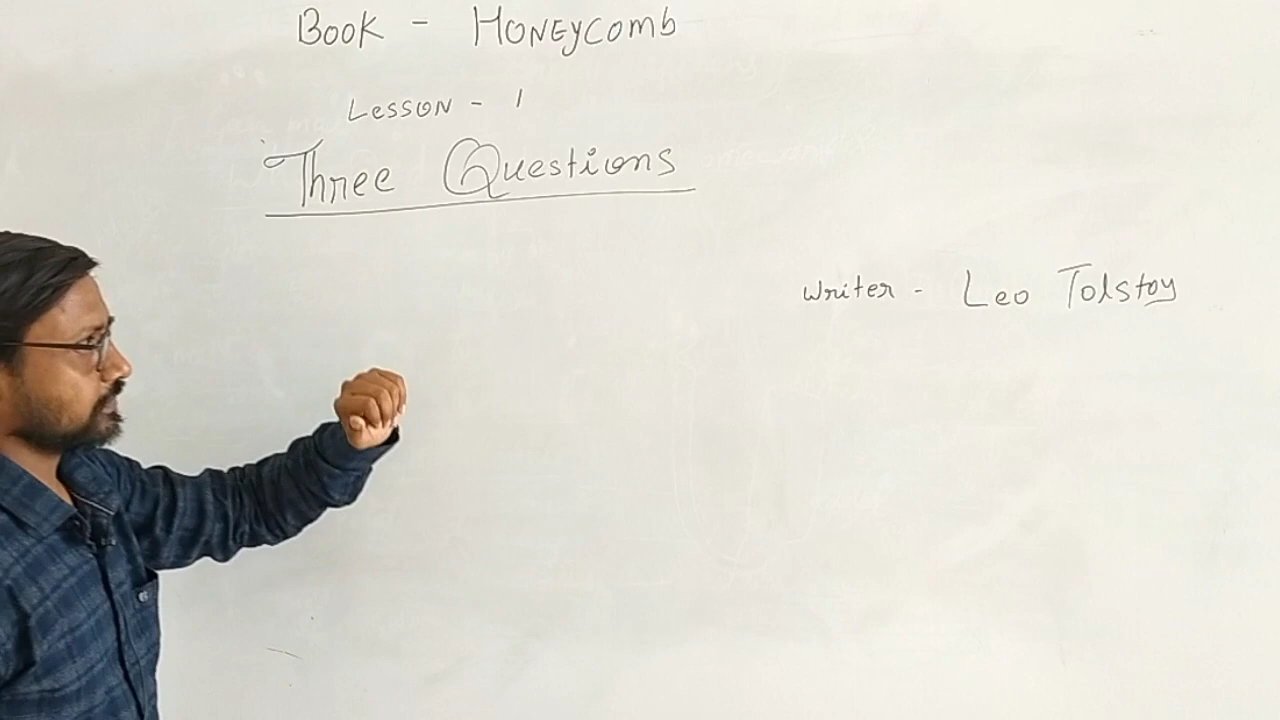 Book - Honeycomb
Lesson - 1
Three Questions
Writer - Leo Tolstoy